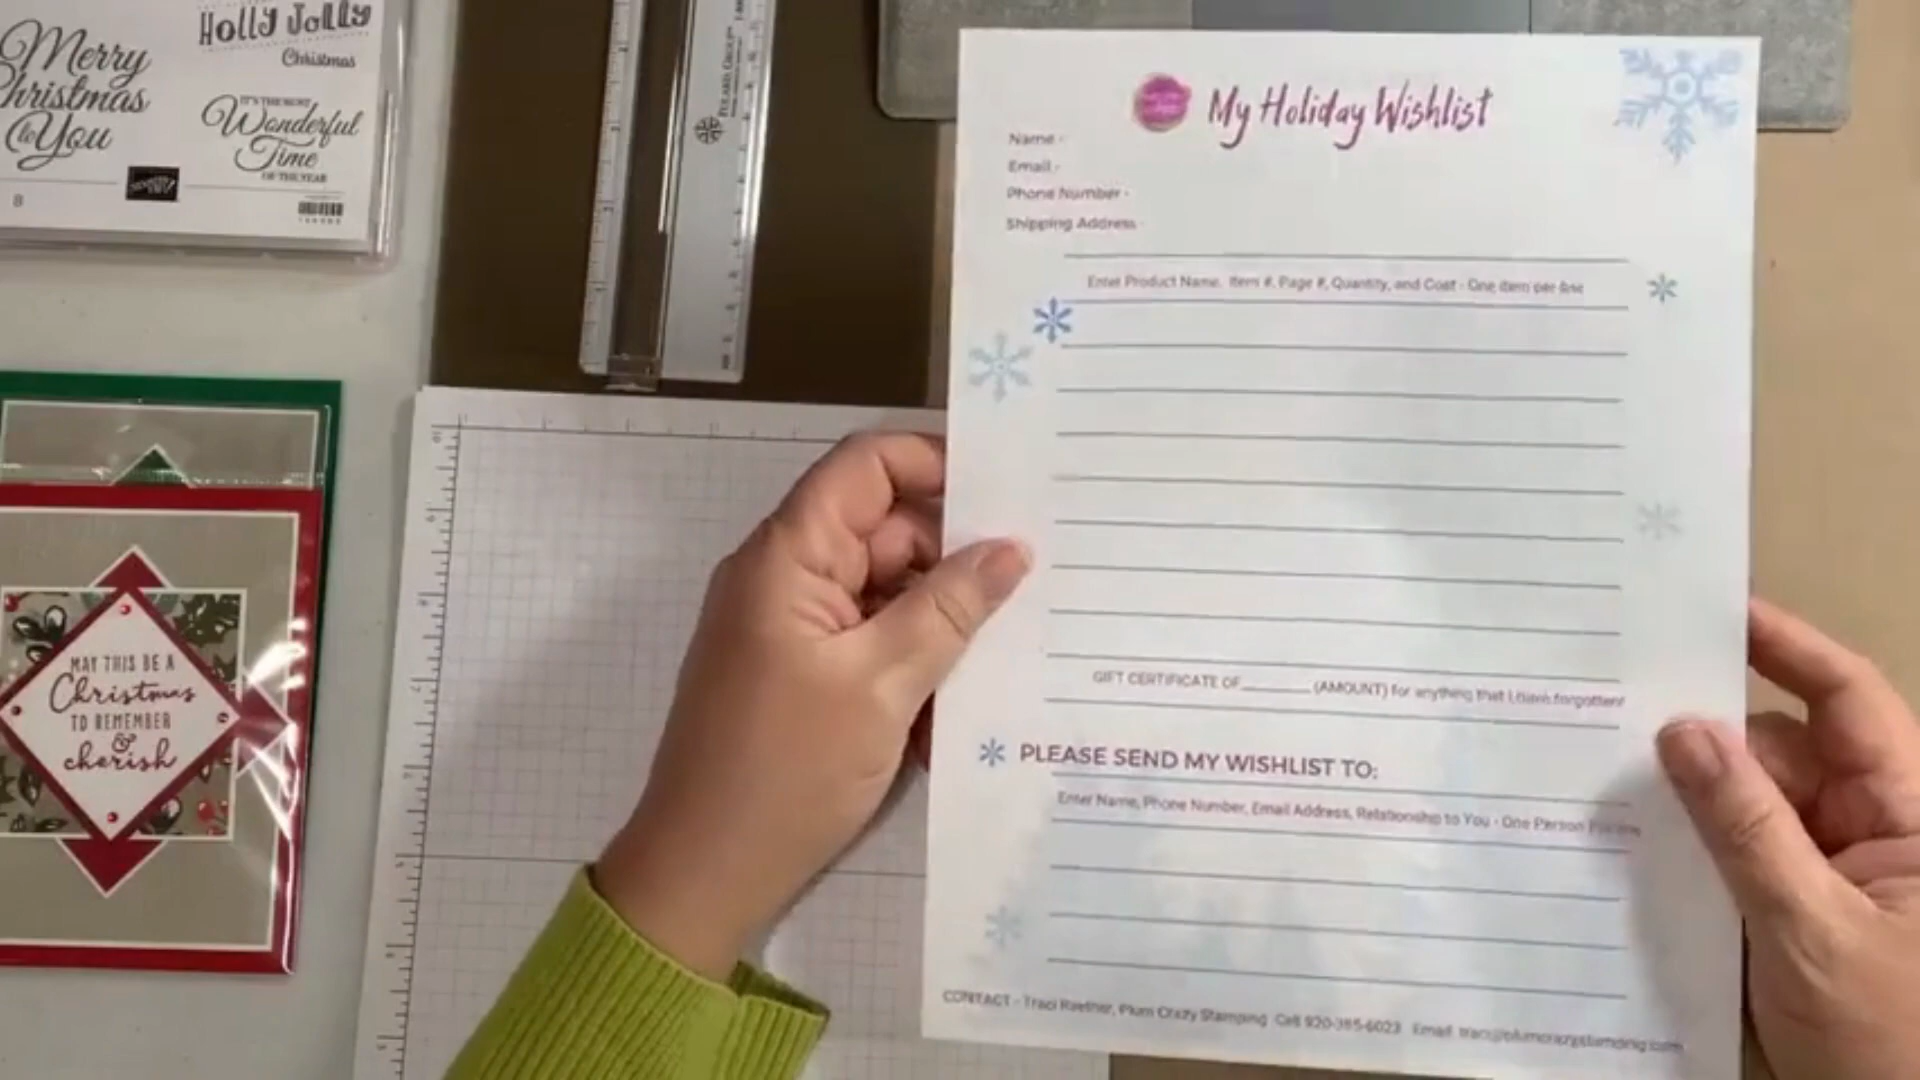 Holly Jolly
Christmas
Merry
Christmas
to You
IT'S THE MOST
Wonderful
Time
OF THE YEAR
8
My Holiday Wishlist
Name -
Email -
Phone Number -
Shipping Address -
Enter Product Name, Item #, Page #, Quantity, and Cost - One item per line
GIFT CERTIFICATE OF________ (AMOUNT) for anything that I have forgotten!
PLEASE SEND MY WISHLIST TO:
Enter Name, Phone Number, Email Address, Relationship to You - One Person Per line
CONTACT - Traci Raether, Plum Crazy Stamping Cell 920-385-6023 Email traci@plumcrazystamping.com
MAY THIS BE A
Christmas
TO REMEMBER
&
cherish